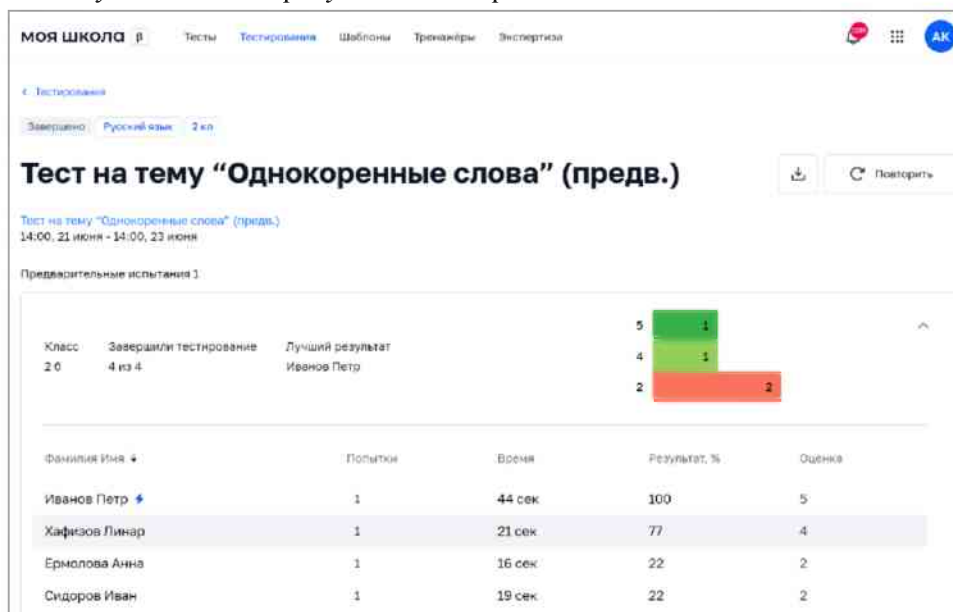 моя школа β Тесты Тестирования Шаблоны Тренажёры Экспертиза АК
Тестирования
Завершено Русский язык 2 кл
Тест на тему “Однокоренные слова” (предв.)
Повторить
Тест на тему “Однокоренные слова” (предв.)
14:00, 21 июня - 14:00, 23 июня
Предварительные испытания 1
5 1
Класс Завершили тестирование Лучший результат
4 1
2 б 4 из 4 Иванов Петр
2 2
Фамилия Имя Попытки Время Результат, % Оценка
Иванов Петр 1 44 сек 100 5
Хафизов Линар 1 21 сек 77 4
Ермолова Анна 1 16 сек 22 2
Сидоров Иван 1 19 сек 22 2